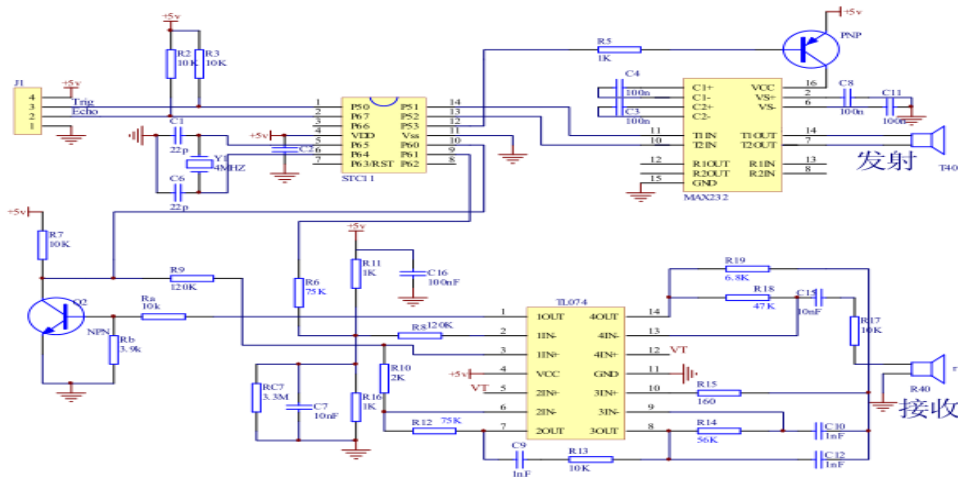 +5v
+5v
PNP
R2
10K
R3
10K
R5
1K
C4
100n
C3
100n
J1
4
3
2
1
+5v
Trig
Echo
1 P50 P51 14
2 P67 P52 13
3 P66 P53 12
4 VDD Vss 11
5 P65 P60 10
6 P64 P61 9
7 P63/RST P62 8
STC11
+5v
C2
C1
22p
Y1
4MHZ
C6
22p
C1+ VCC 16
C1- VS+ 2
C2+ VS- 6
C2-
11 T1IN T1OUT 14
10 T2IN T2OUT 7
12 R1OUT R1IN 13
9 R2OUT R2IN 8
15 GND
MAX232
C8
100n
C11
100n
发射
T40
+5v
R7
10K
R9
120K
Q2
NPN
Ra
10k
Rb
3.9k
R6
75K
+5v
R11
1K
C16
100nF
R8
120K
R10
2K
RC7
3.3M
C7
10nF
R16
1K
R12
75K
+5v
VT
TL074
1 1OUT 4OUT 14
2 1IN- 4IN- 13
3 1IN+ 4IN+ 12 VT
4 VCC GND 11
5 2IN+ 3IN+ 10
6 2IN- 3IN- 9
7 2OUT 3OUT 8
R19
6.8K
R18
47K
C15
10nF
R17
10K
R15
160
R14
56K
C10
1nF
C12
1nF
C9
1nF
R13
10K
R40
接收